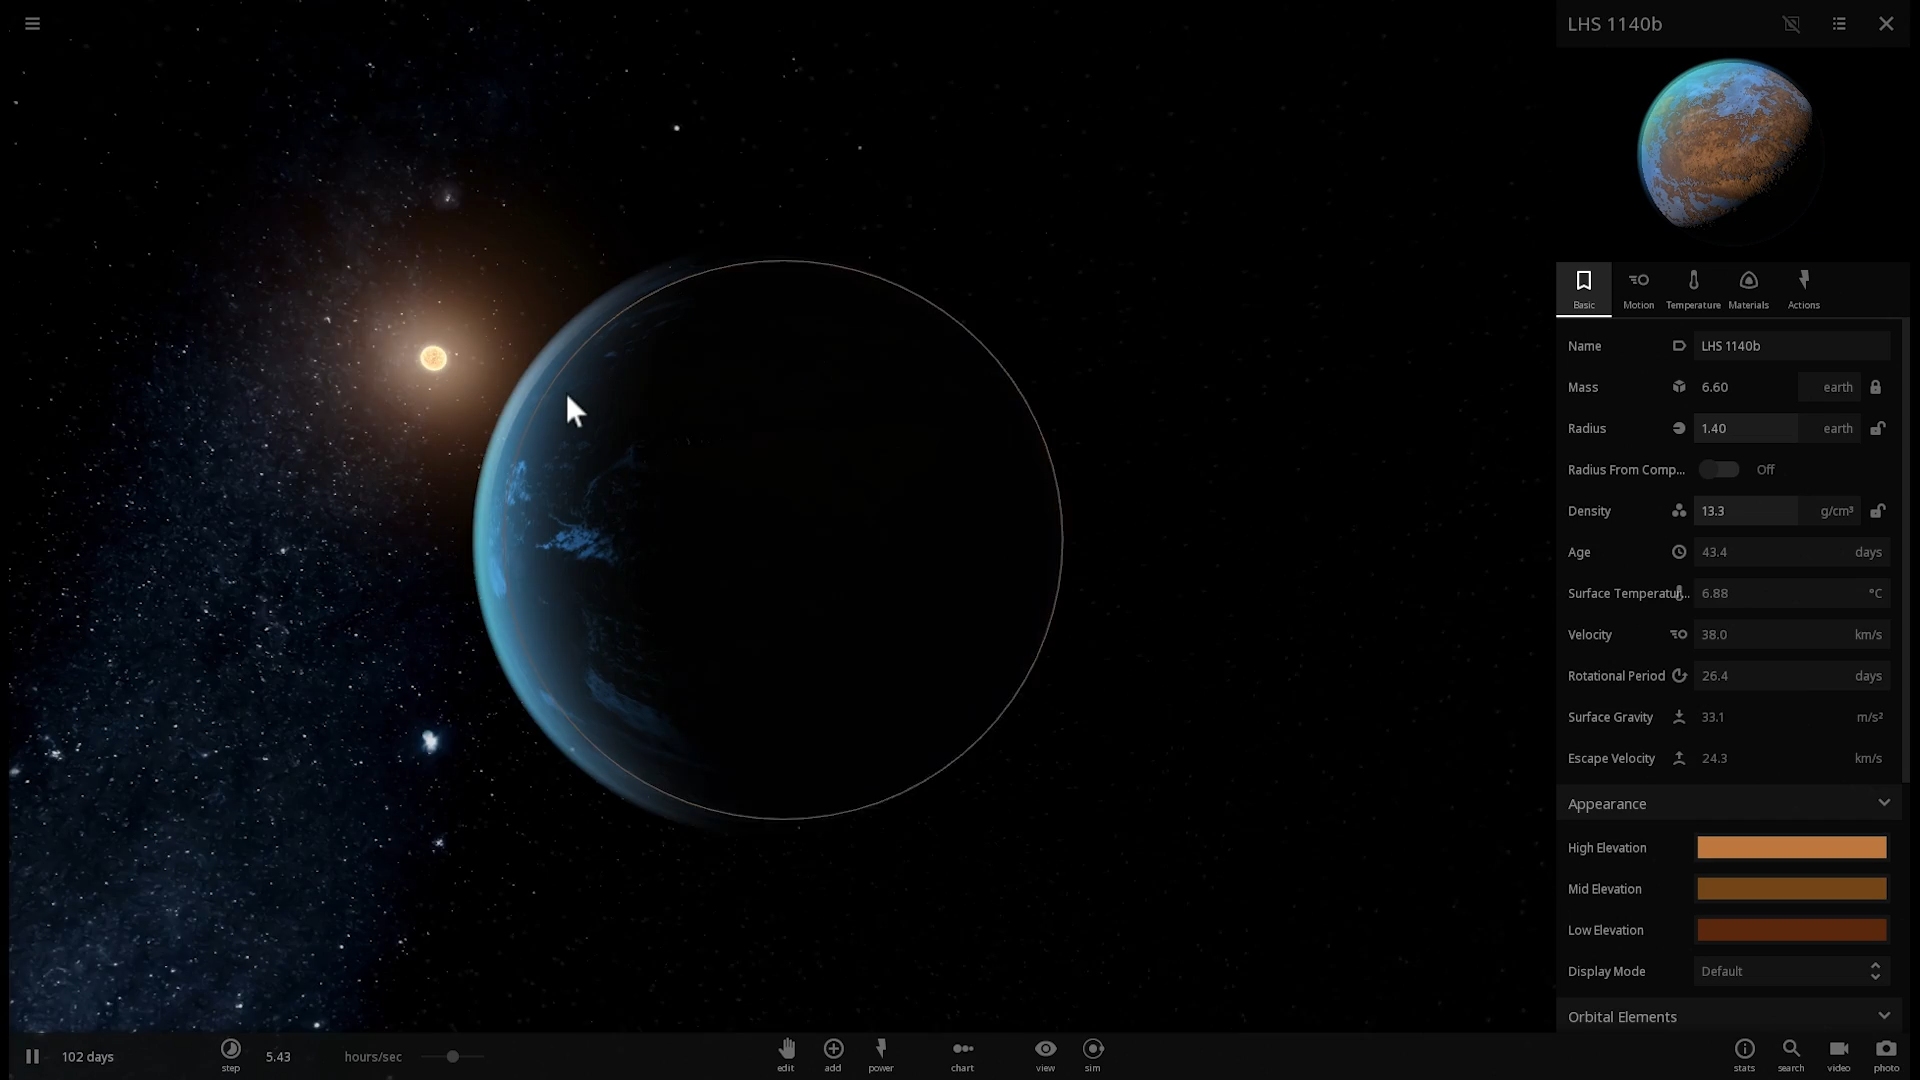 LHS 1140b
Basic Motion Temperature Materials Actions
Name LHS 1140b
Mass 6.60 earth
Radius 1.40 earth
Radius From Comp... Off
Density 13.3 g/cm³
Age 43.4 days
Surface Temperatur... 6.88 °C
Velocity 38.0 km/s
Rotational Period 26.4 days
Surface Gravity 33.1 m/s²
Escape Velocity 24.3 km/s
Appearance
High Elevation
Mid Elevation
Low Elevation
Display Mode Default
Orbital Elements
102 days step 5.43 hours/sec edit add power chart view sim stats search video photo